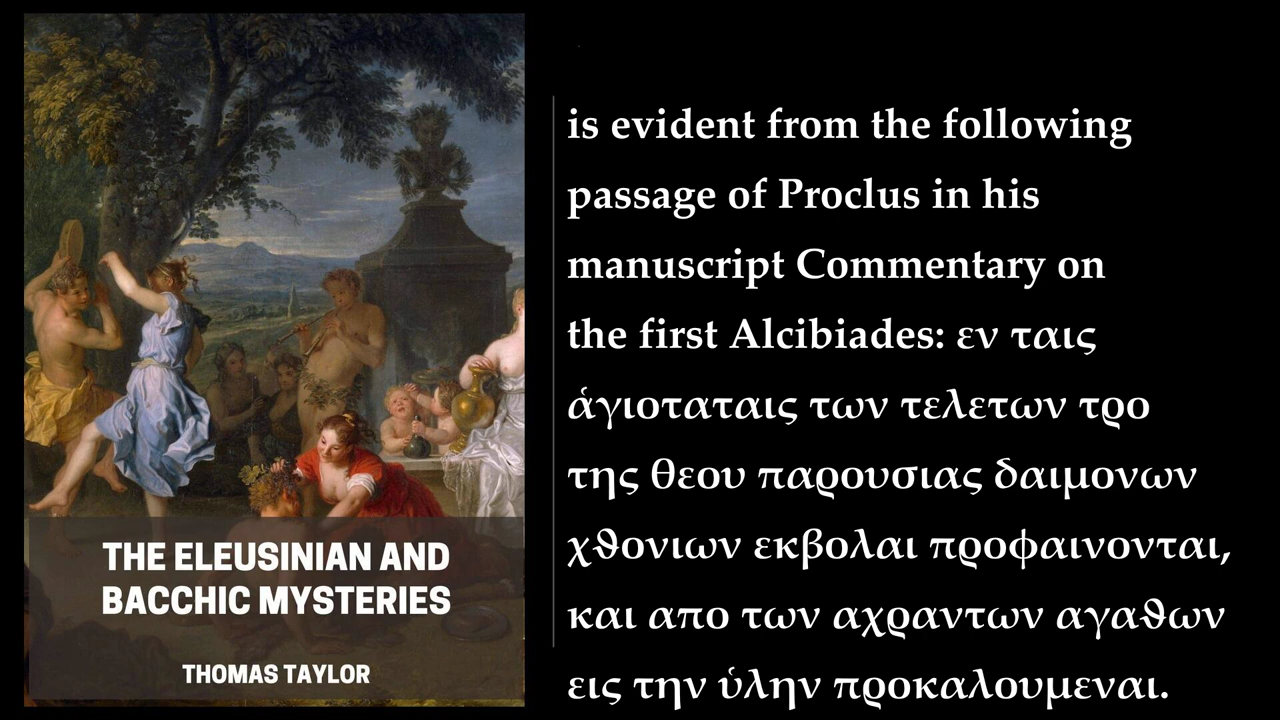 is evident from the following
passage of Proclus in his
manuscript Commentary on
the first Alcibiades: εν ταις
ἁγιοταταις των τελετων τρο
της θεου παρουσιας δαιμονων
χθονιων εκβολαι προφαινονται,
και απο των αχραντων αγαθων
εις την ὑλην προκαλουμεναι.
THE ELEUSINIAN AND
BACCHIC MYSTERIES
THOMAS TAYLOR